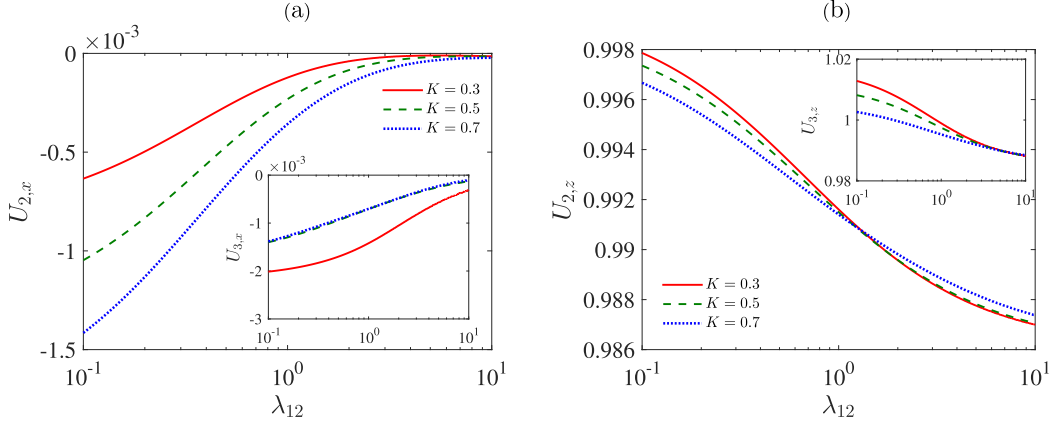 (a)
×10-3
0
-0.5
-1
-1.5
U2,x
10-1
100
101
λ12
K = 0.3
K = 0.5
K = 0.7
×10-3
0
-1
-2
-3
U3,x
10-1
100
101
(b)
0.998
0.996
0.994
0.992
0.99
0.988
0.986
U2,z
10-1
100
101
λ12
K = 0.3
K = 0.5
K = 0.7
1.02
1
0.98
U3,z
10-1
100
101